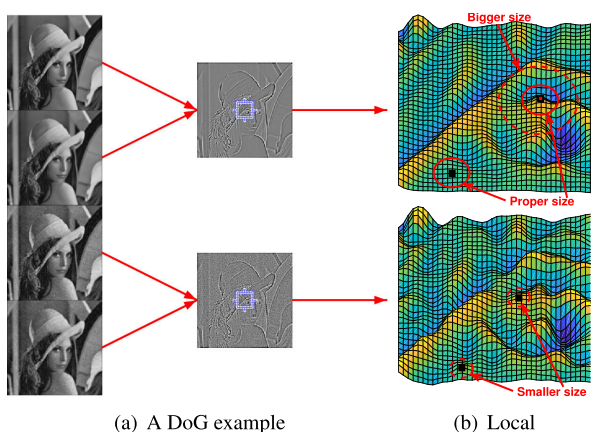 Bigger size
Proper size
Smaller size
(a) A DoG example
(b) Local